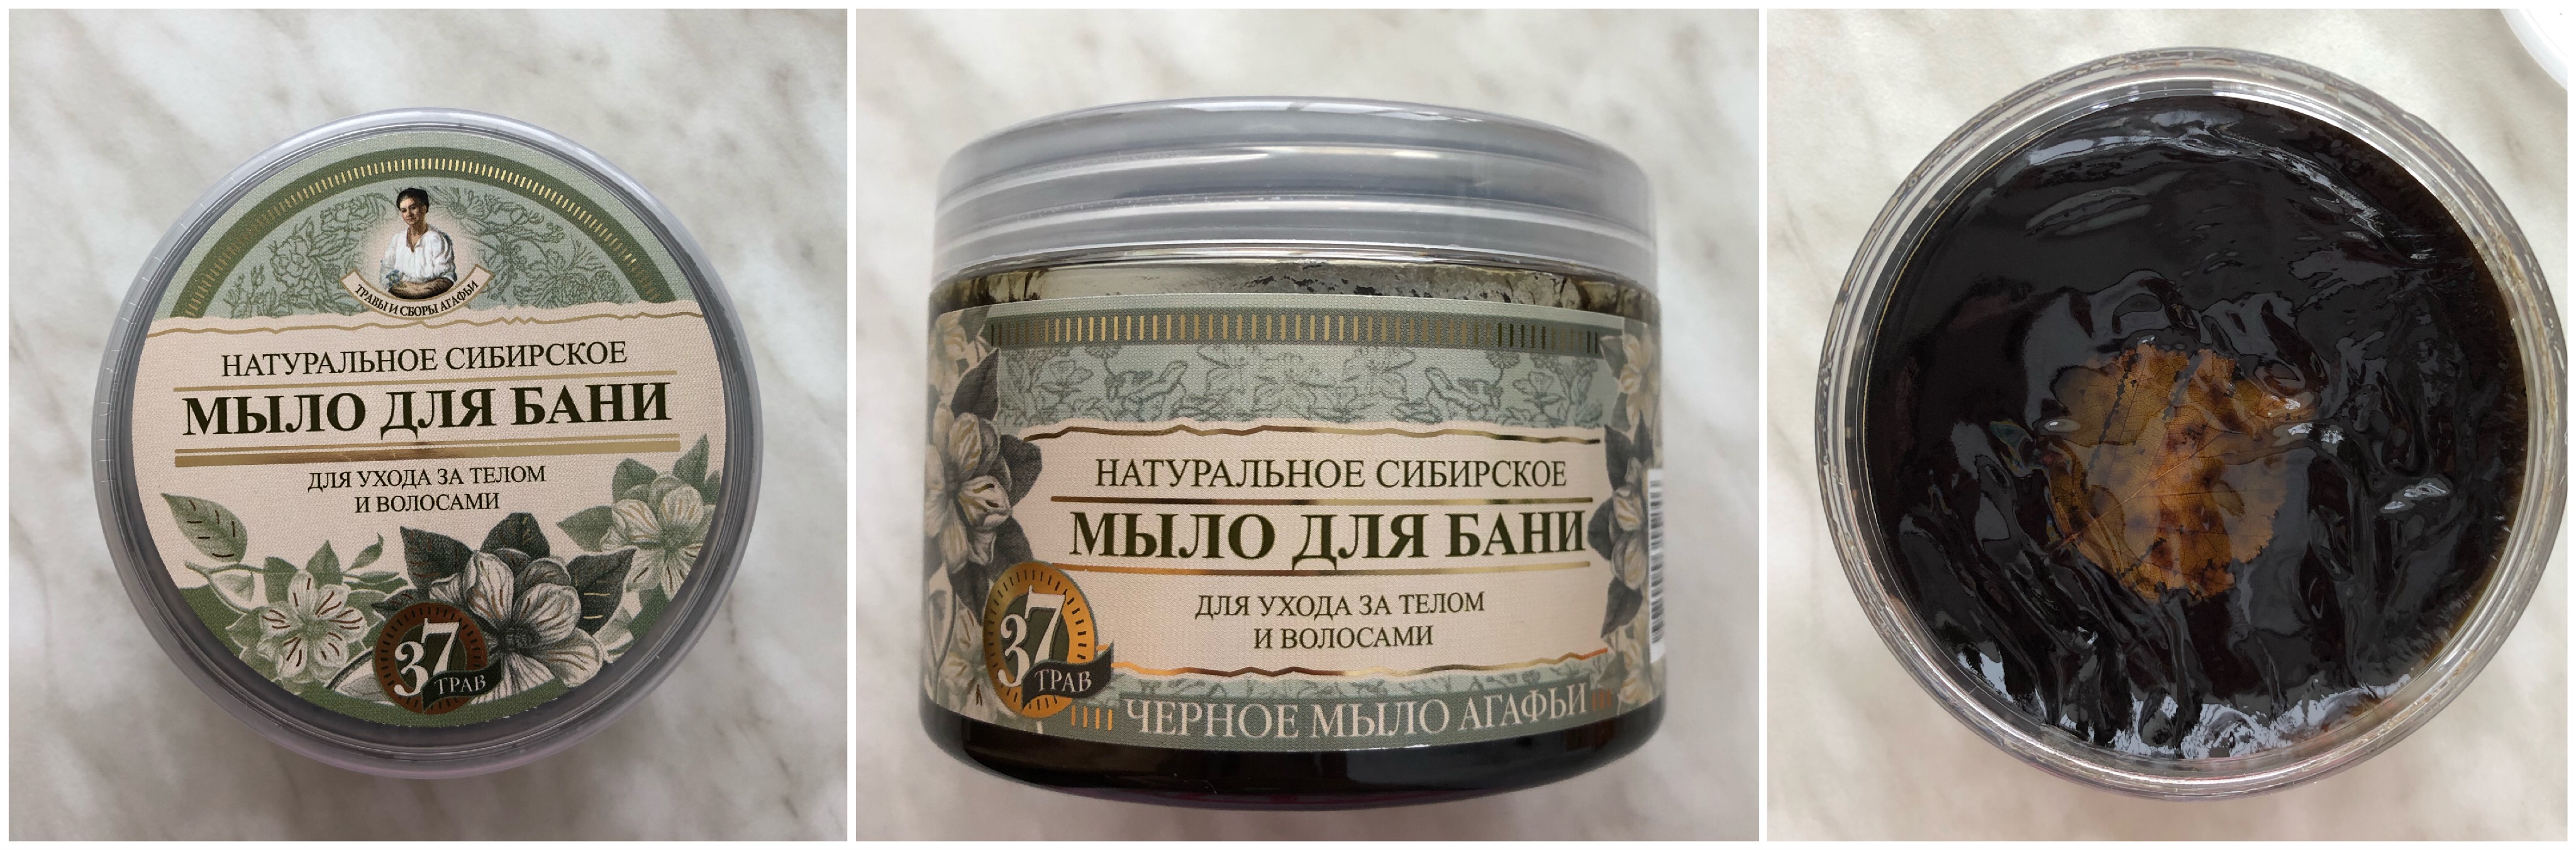 ТРАВЫ И СБОРЫ АГАФЬИ
НАТУРАЛЬНОЕ СИБИРСКОЕ
МЫЛО ДЛЯ БАНИ
ДЛЯ УХОДА ЗА ТЕЛОМ
И ВОЛОСАМИ
37
ТРАВ
НАТУРАЛЬНОЕ СИБИРСКОЕ
МЫЛО ДЛЯ БАНИ
ДЛЯ УХОДА ЗА ТЕЛОМ
И ВОЛОСАМИ
37
ТРАВ
ЧЕРНОЕ МЫЛО АГАФЬИ